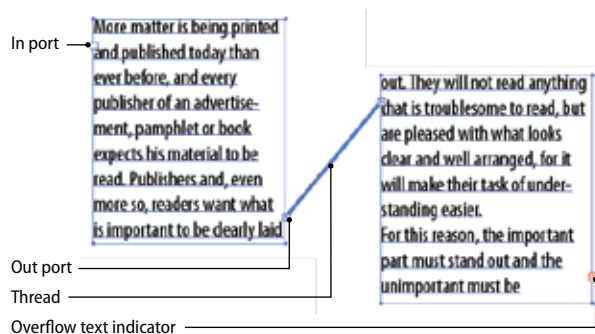 In port
More matter is being printed
and published today than
ever before, and every
publisher of an advertise-
ment, pamphlet or book
expects his material to be
read. Publishers and, even
more so, readers want what
is important to be clearly laid
out. They will not read anything
that is troublesome to read, but
are pleased with what looks
clear and well arranged, for it
will make their task of under-
standing easier.
For this reason, the important
part must stand out and the
unimportant must be
Out port
Thread
Overflow text indicator